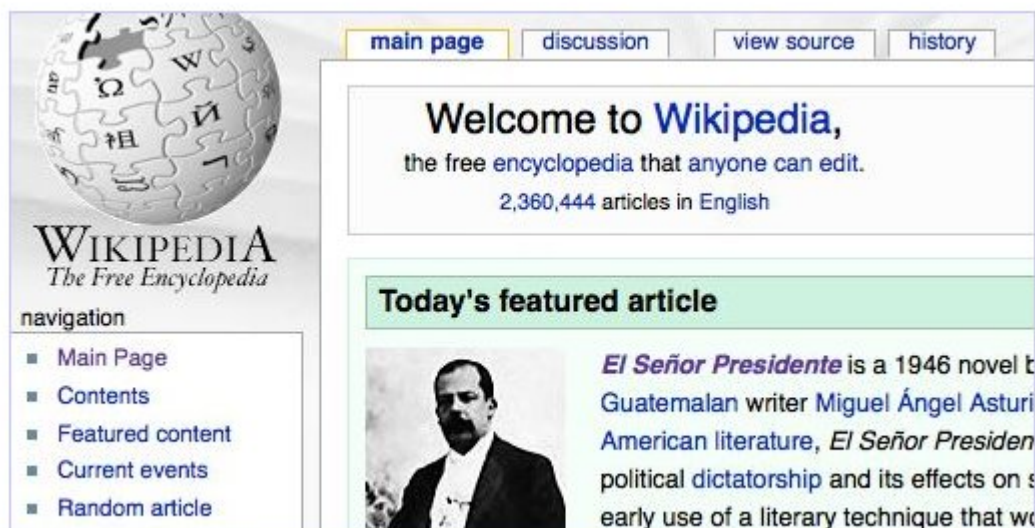 main page
discussion
view source
history
Welcome to Wikipedia,
the free encyclopedia that anyone can edit.
2,360,444 articles in English
Ω W
祖 И
WIKIPEDIA
The Free Encyclopedia
navigation
Main Page
Contents
Featured content
Current events
Random article
Today's featured article
El Señor Presidente is a 1946 novel
Guatemalan writer Miguel Ángel Asturi
American literature, El Señor Presiden
political dictatorship and its effects on
early use of a literary technique that